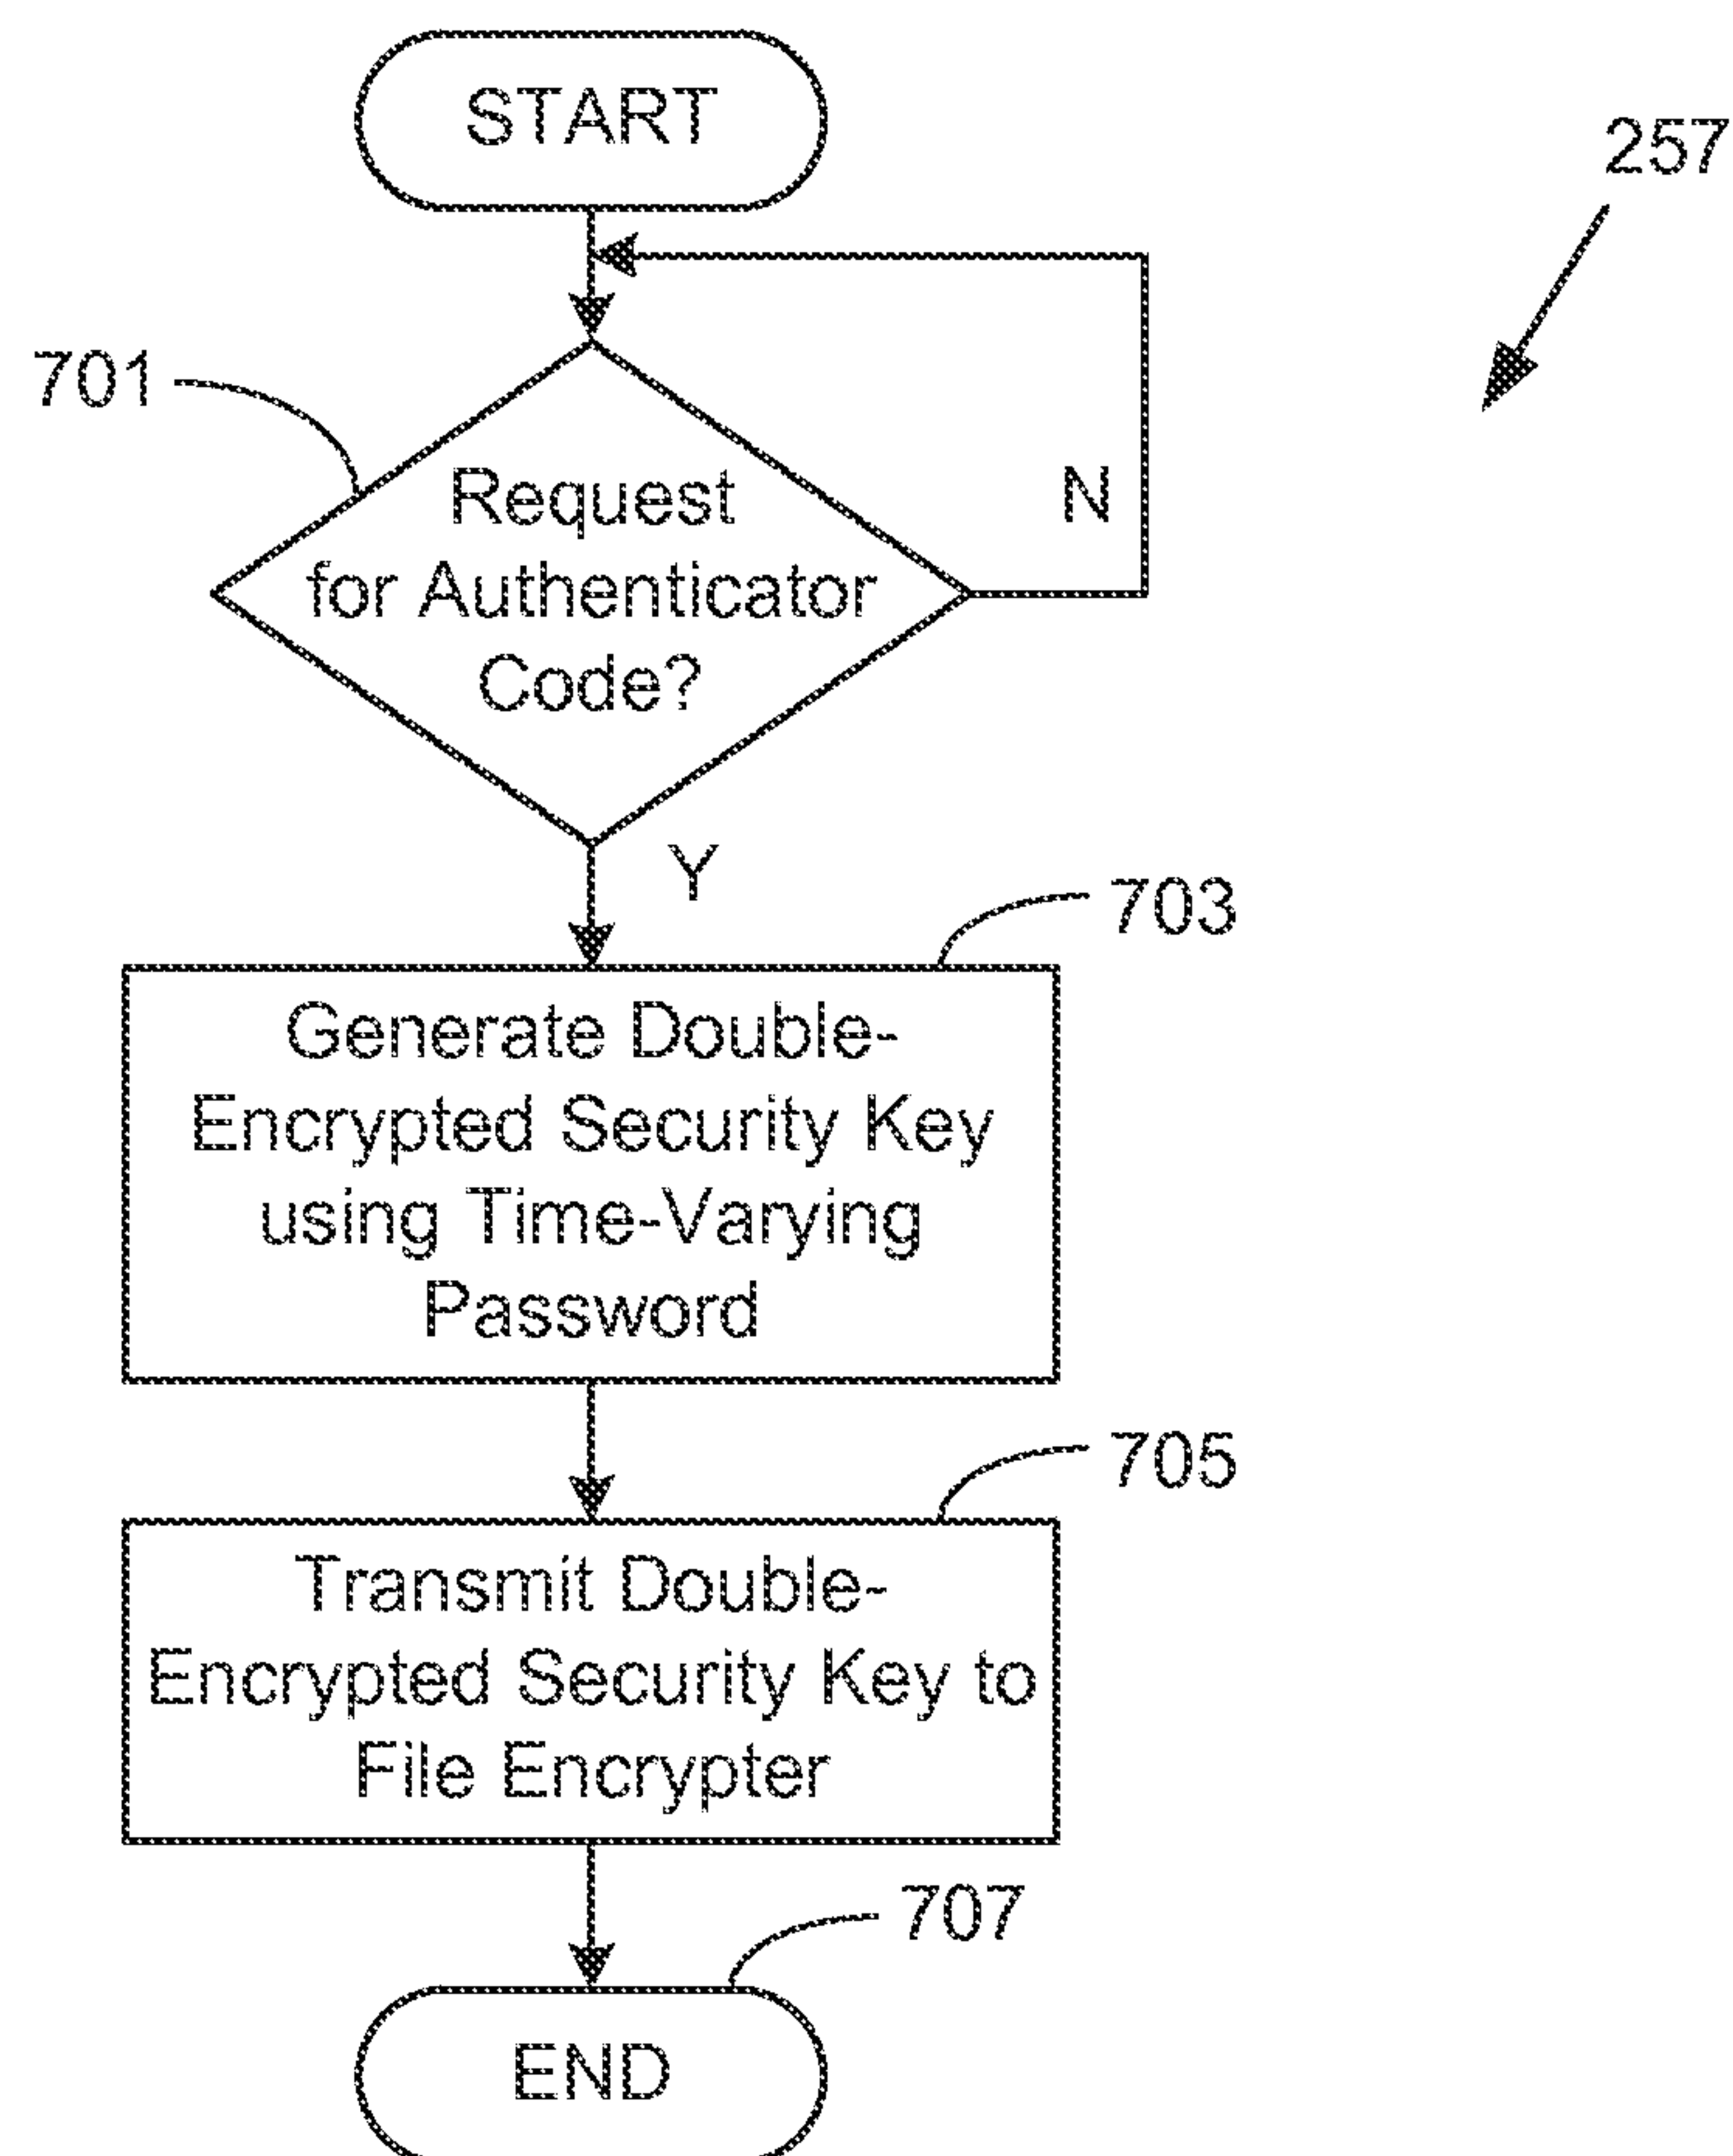 START
257
701
Request
for Authenticator
Code?
N
Y
703
Generate Double-
Encrypted Security Key
using Time-Varying
Password
705
Transmit Double-
Encrypted Security Key to
File Encrypter
707
END